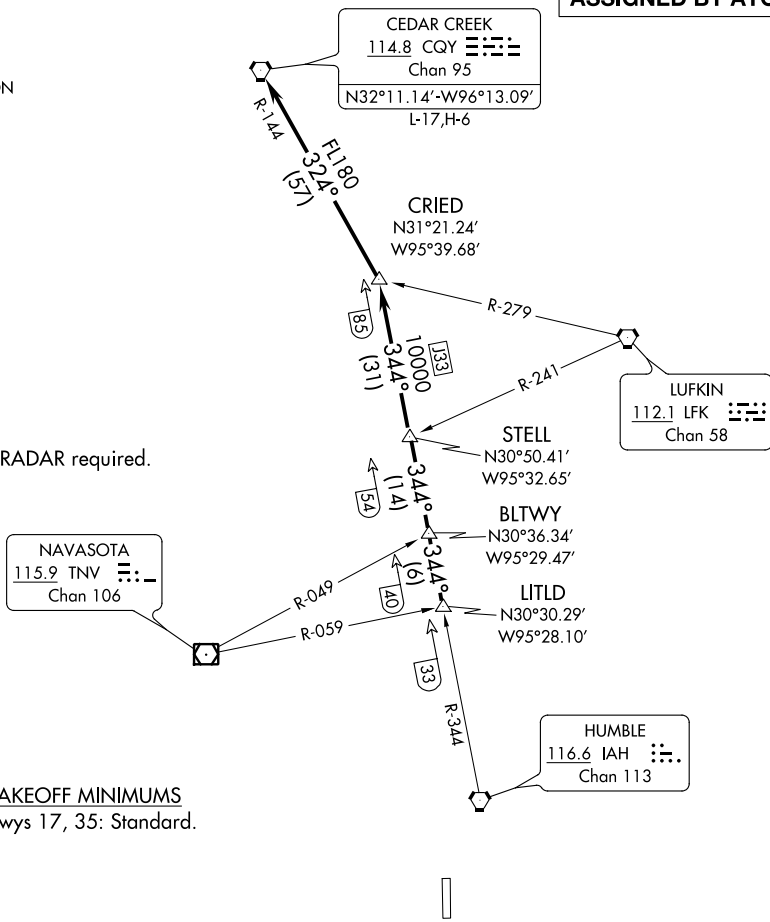 ASSIGNED BY ATC
CEDAR CREEK
114.8 CQY
Chan 95
N32°11.14'-W96°13.09'
L-17,H-6
ON
R-144
FL180
324°
(57)
CRIED
N31°21.24'
W95°39.68'
R-279
85
J33
10000
344°
(31)
R-241
LUFKIN
112.1 LFK
Chan 58
STELL
N30°50.41'
W95°32.65'
RADAR required.
344°
(14)
54
BLTWY
N30°36.34'
W95°29.47'
NAVASOTA
115.9 TNV
Chan 106
R-049
344°
(6)
40
LITLD
N30°30.29'
W95°28.10'
R-059
33
R-344
HUMBLE
116.6 IAH
Chan 113
AKEOFF MINIMUMS
wys 17, 35: Standard.